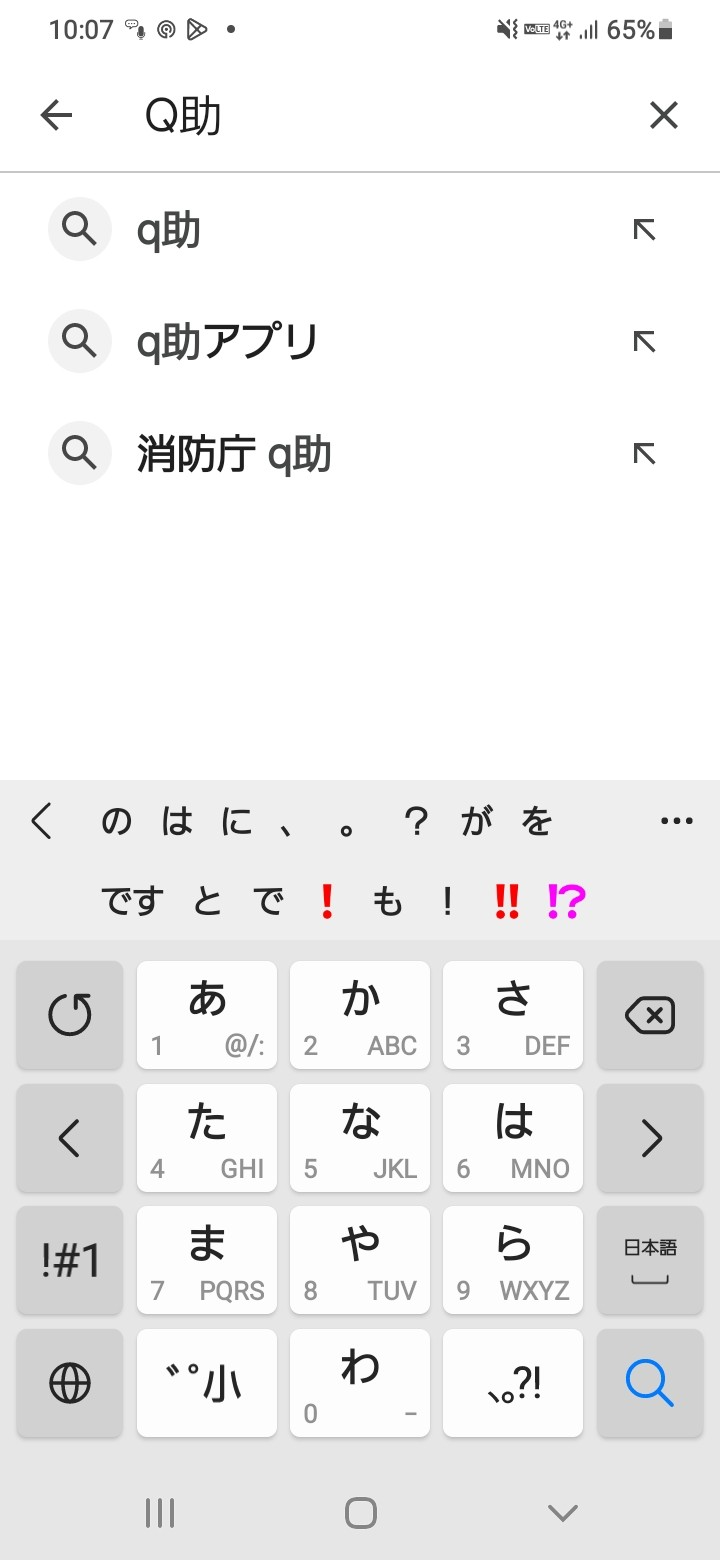 10:07 VoLTE 4G+ 65%
Q助
q助
q助アプリ
消防庁 q助
の は に 、 。 ? が を
です と で ! も ! !! !?
あ か さ
1 @/: 2 ABC 3 DEF
た な は
4 GHI 5 JKL 6 MNO
!#1 ま や ら 日本語
7 PQRS 8 TUV 9 WXYZ
゛゜小 わ 、。?!
0 −